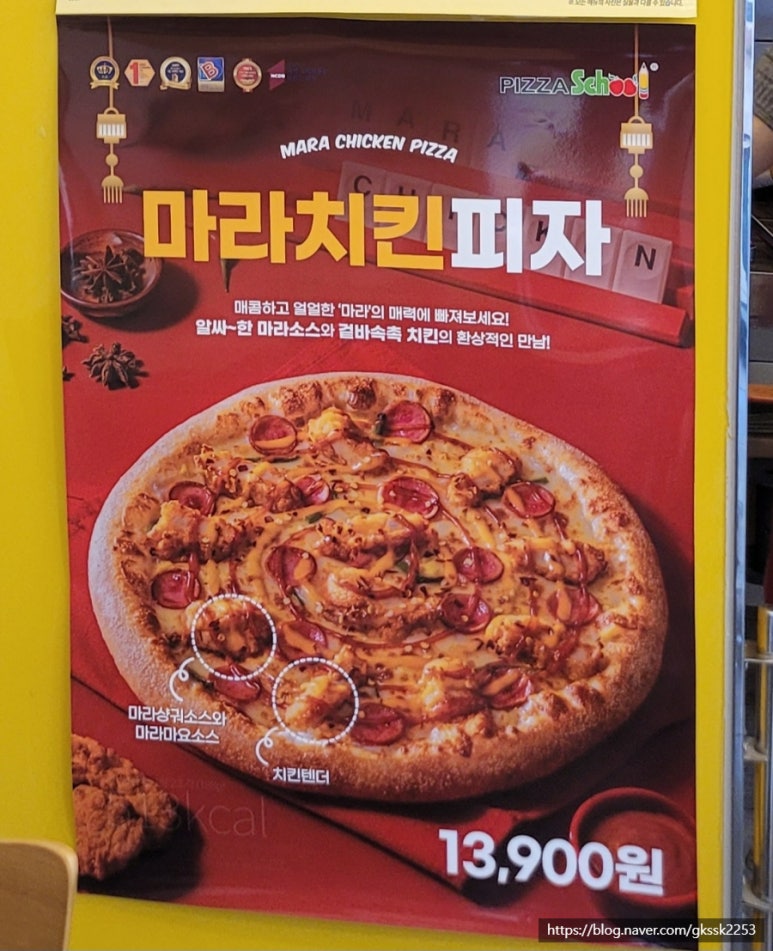 PIZZA School
MARA CHICKEN PIZZA
MARA
CHICKEN
마라치킨피자
매콤하고 얼얼한 '마라'의 매력에 빠져보세요!
알싸~한 마라소스와 겉바속촉 치킨의 환상적인 만남!
마라샹궈소스와
마라마요소스
치킨텐더
kcal
13,900원
https://blog.naver.com/gkssk2253